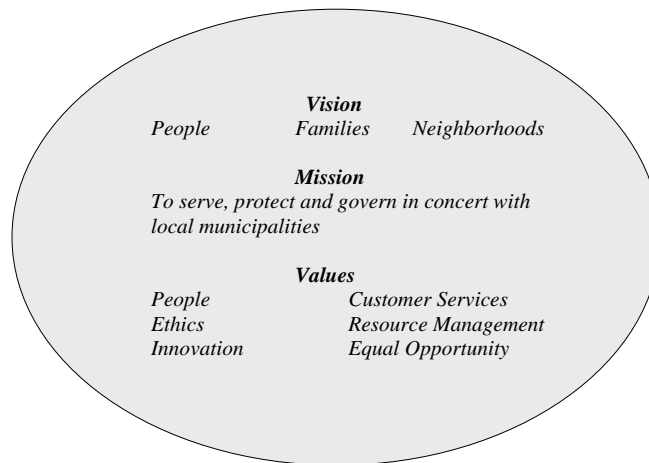 Vision
People Families Neighborhoods
Mission
To serve, protect and govern in concert with
local municipalities
Values
People Customer Services
Ethics Resource Management
Innovation Equal Opportunity